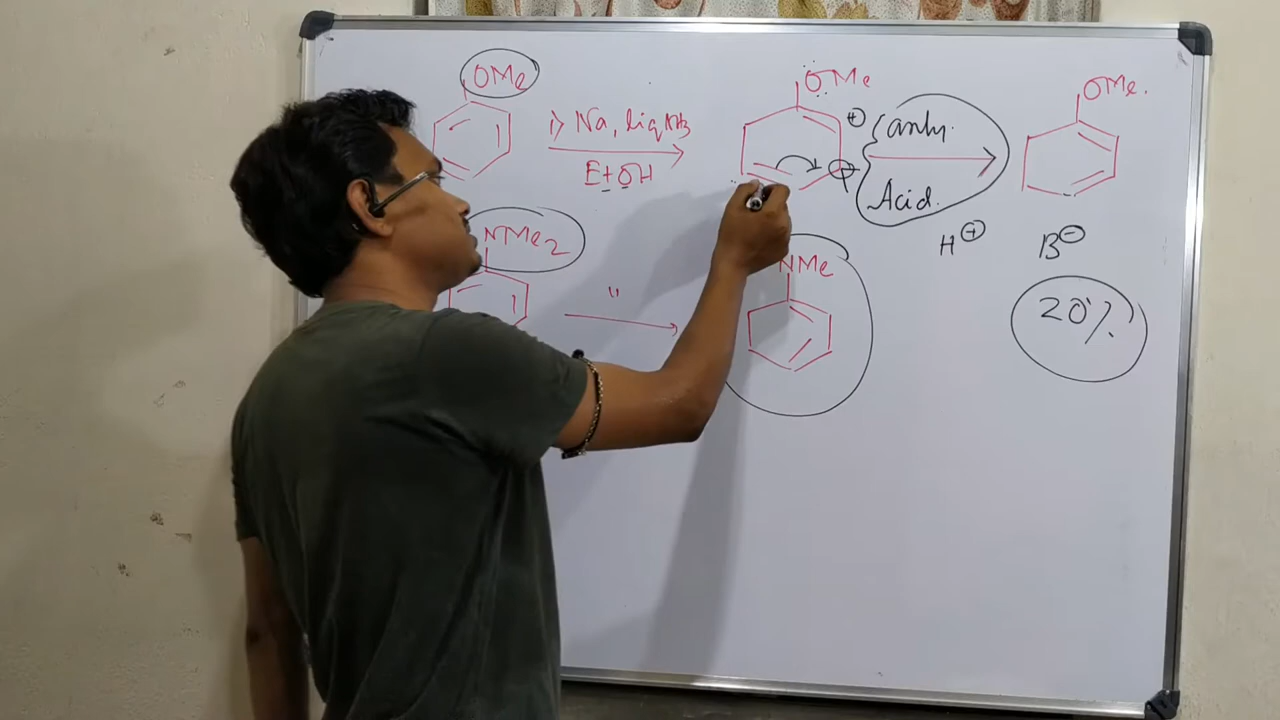 OMe
1) Na, liq NH3
EtOH
OMe
⊕
anhy.
Acid.
OMe.
H⊕
B⊖
NMe2
"
NMe
20%